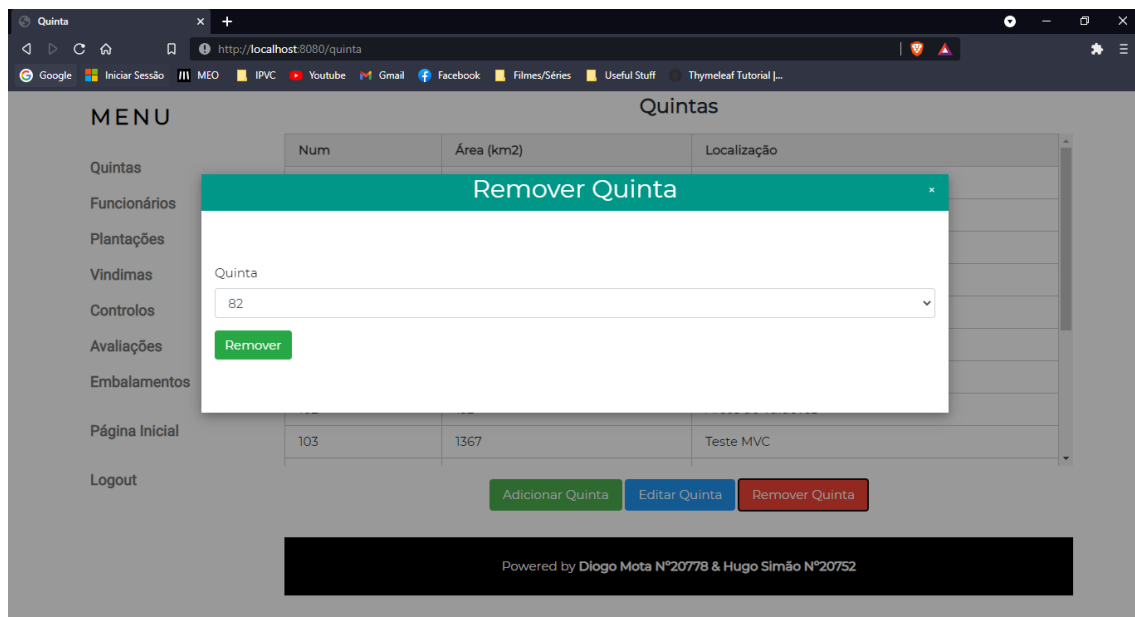 Quinta
http://localhost:8080/quinta
Google Iniciar Sessão MEO IPVC Youtube Gmail Facebook Filmes/Séries Useful Stuff Thymeleaf Tutorial |...
MENU
Quintas
Funcionários
Plantações
Vindimas
Controlos
Avaliações
Embalamentos
Página Inicial
Logout
Quintas
Num Área (km2) Localização
Remover Quinta ×
Quinta
82
Remover
103 1367 Teste MVC
Adicionar Quinta Editar Quinta Remover Quinta
Powered by Diogo Mota Nº20778 & Hugo Simão Nº20752